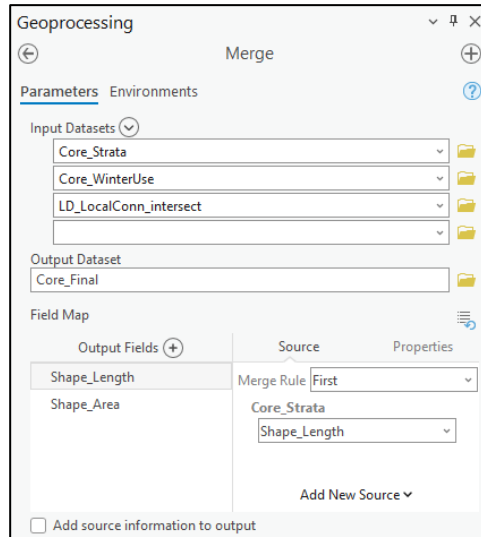 Geoprocessing
Merge
Parameters Environments
?
Input Datasets
Core_Strata
Core_WinterUse
LD_LocalConn_intersect
Output Dataset
Core_Final
Field Map
Output Fields
Source Properties
Shape_Length
Shape_Area
Merge Rule First
Core_Strata
Shape_Length
Add New Source
Add source information to output